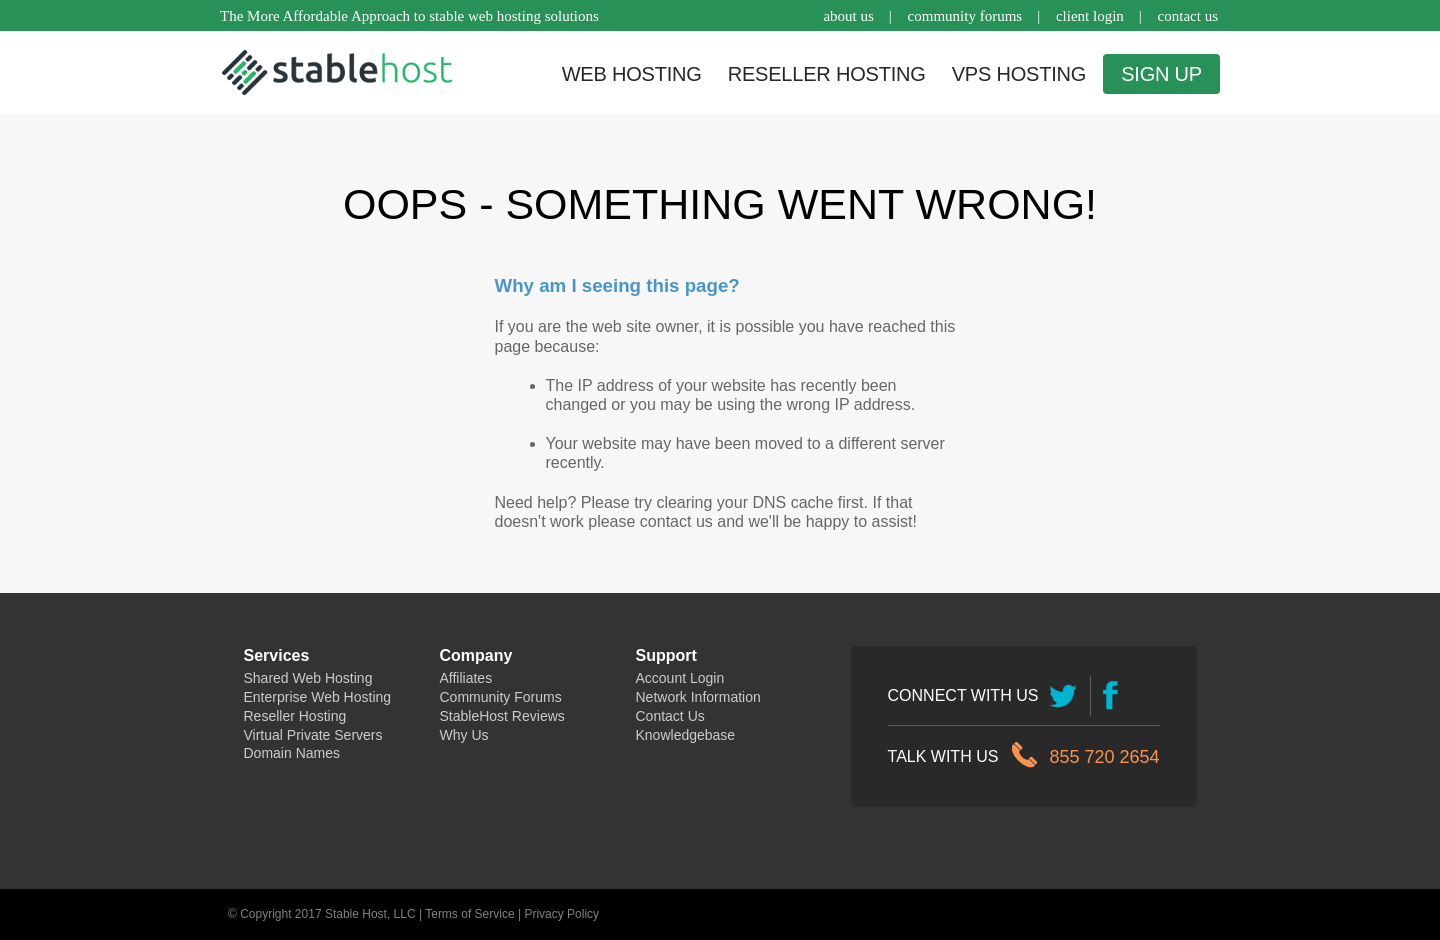 The More Affordable Approach to stable web hosting solutions
about us | community forums | client login | contact us
stablehost
WEB HOSTING RESELLER HOSTING VPS HOSTING SIGN UP
OOPS - SOMETHING WENT WRONG!
Why am I seeing this page?
If you are the web site owner, it is possible you have reached this
page because:
• The IP address of your website has recently been
changed or you may be using the wrong IP address.
• Your website may have been moved to a different server
recently.
Need help? Please try clearing your DNS cache first. If that
doesn't work please contact us and we'll be happy to assist!
Services
Shared Web Hosting
Enterprise Web Hosting
Reseller Hosting
Virtual Private Servers
Domain Names
Company
Affiliates
Community Forums
StableHost Reviews
Why Us
Support
Account Login
Network Information
Contact Us
Knowledgebase
CONNECT WITH US
TALK WITH US 855 720 2654
© Copyright 2017 Stable Host, LLC | Terms of Service | Privacy Policy